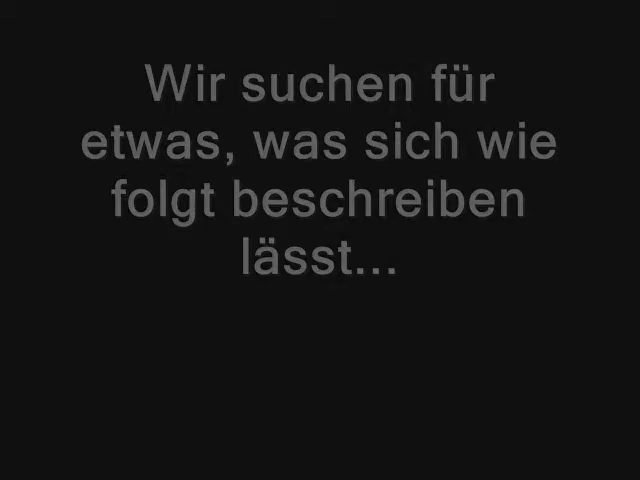 Wir suchen für
etwas, was sich wie
folgt beschreiben
lässt...